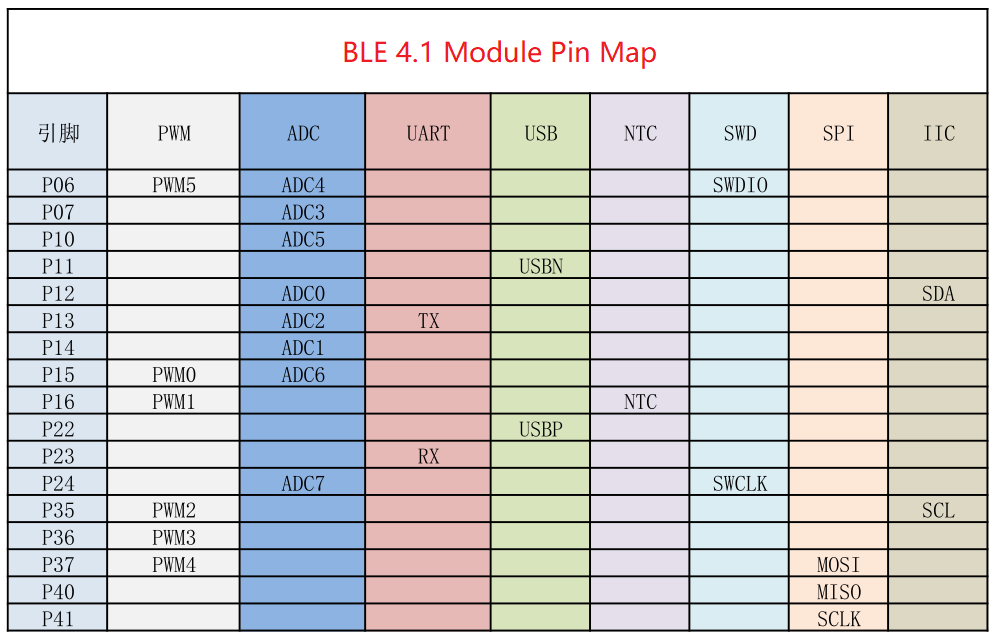 BLE 4.1 Module Pin Map
引脚 PWM ADC UART USB NTC SWD SPI IIC
P06 PWM5 ADC4 SWDIO
P07 ADC3
P10 ADC5
P11 USBN
P12 ADC0 SDA
P13 ADC2 TX
P14 ADC1
P15 PWM0 ADC6
P16 PWM1 NTC
P22 USBP
P23 RX
P24 ADC7 SWCLK
P35 PWM2 SCL
P36 PWM3
P37 PWM4 MOSI
P40 MISO
P41 SCLK